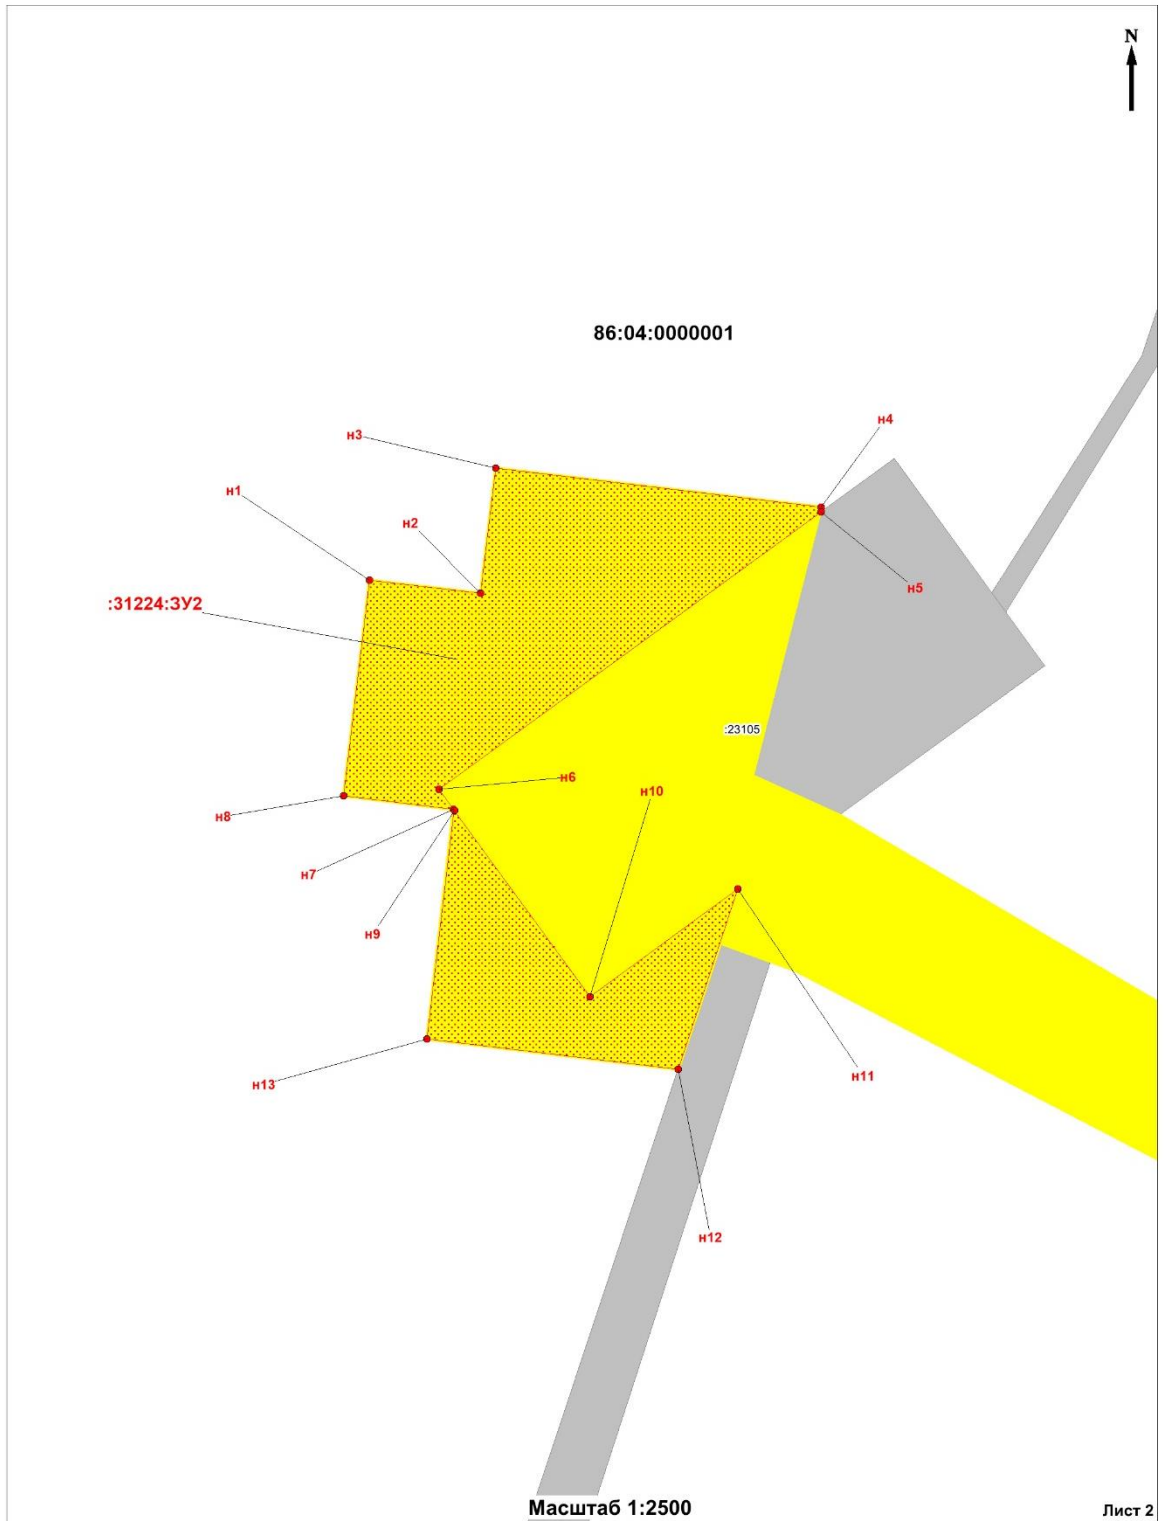 N
86:04:0000001
н4
н3
н1
н2
н5
:31224:ЗУ2
:23105
н6
н10
н8
н7
н9
н11
н13
н12
Масштаб 1:2500
Лист 2